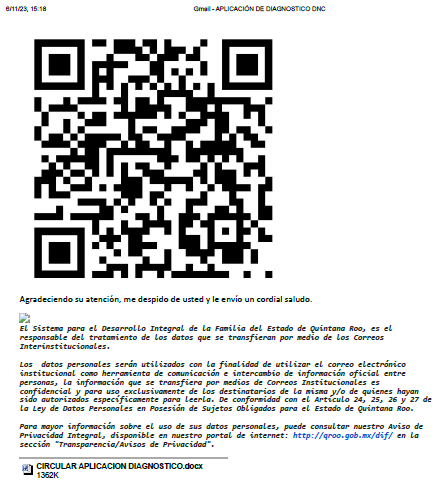 6/11/23, 15:18
Gmail - APLICACIÓN DE DIAGNOSTICO DNC
Agradeciendo su atención, me despido de usted y le envío un cordial saludo.
El Sistema para el Desarrollo Integral de la Familia del Estado de Quintana Roo, es el
responsable del tratamiento de los datos que se transfieran por medio de los Correos
Interinstitucionales.
Los datos personales serán utilizados con la finalidad de utilizar el correo electrónico
institucional como herramienta de comunicación e intercambio de información oficial entre
personas, la información que se transfiera por medios de Correos Institucionales es
confidencial y para uso exclusivamente de los destinatarios de la misma y/o de quienes hayan
sido autorizados específicamente para leerla. De conformidad con el Artículo 24, 25, 26 y 27 de
la Ley de Datos Personales en Posesión de Sujetos Obligados para el Estado de Quintana Roo.
Para mayor información sobre el uso de sus datos personales, puede consultar nuestro Aviso de
Privacidad Integral, disponible en nuestro portal de internet: http://qroo.gob.mx/dif/ en la
sección "Transparencia/Avisos de Privacidad".
CIRCULAR APLICACION DIAGNOSTICO.docx
1362K